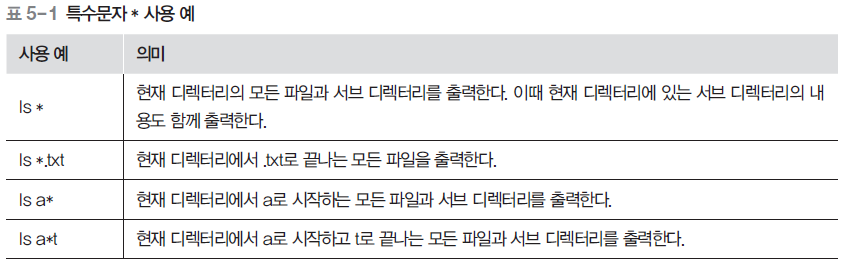 표 5-1 특수문자 * 사용 예
사용 예 의미
ls * 현재 디렉터리의 모든 파일과 서브 디렉터리를 출력한다. 이때 현재 디렉터리에 있는 서브 디렉터리의 내
용도 함께 출력한다.
ls *.txt 현재 디렉터리에서 .txt로 끝나는 모든 파일을 출력한다.
ls a* 현재 디렉터리에서 a로 시작하는 모든 파일과 서브 디렉터리를 출력한다.
ls a*t 현재 디렉터리에서 a로 시작하고 t로 끝나는 모든 파일과 서브 디렉터리를 출력한다.